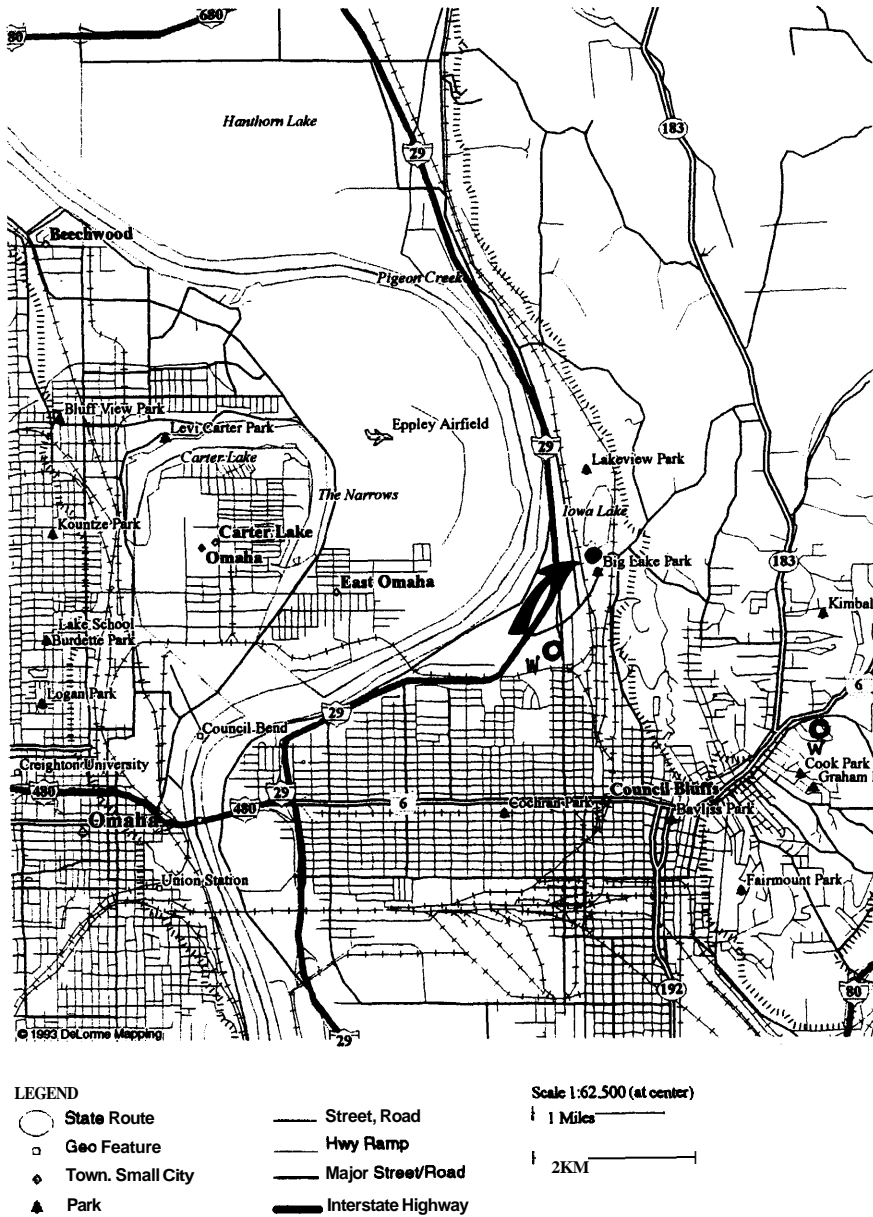 680
80
Hanthorn Lake
29
183
Beechwood
Pigeon Creek
Bluff View Park
Levi Carter Park
Eppley Airfield
29
Carter Lake
Lakeview Park
The Narrows
Iowa Lake
Kountze Park
Carter Lake
Omaha
Big Lake Park
183
East Omaha
Kimbal
Lake School
Burdette Park
W
6
Logan Park
29
Council Bend
W
Creighton University
Cook Park
Graham
480
29
480
6
Council Bluffs
Cochran Park
Bayliss Park
Omaha
Union Station
Fairmount Park
192
80
© 1993 DeLorme Mapping
29
LEGEND
State Route
Geo Feature
Town. Small City
Park
Street, Road
Hwy Ramp
Major Street/Road
Interstate Highway
Scale 1:62.500 (at center)
1 Miles
2KM